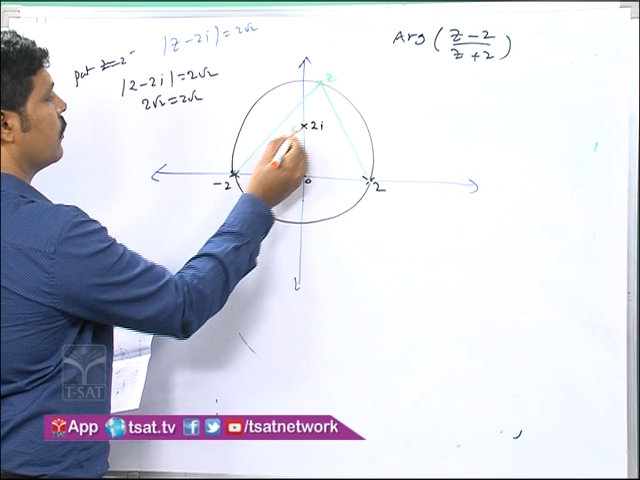 |z-2i| = 2√2
put z=2
|2-2i| = 2√2
2√2 = 2√2
Arg ( z-2 / z+2 )
z
2i
-2
0
2
T-SAT
App tsat.tv /tsatnetwork